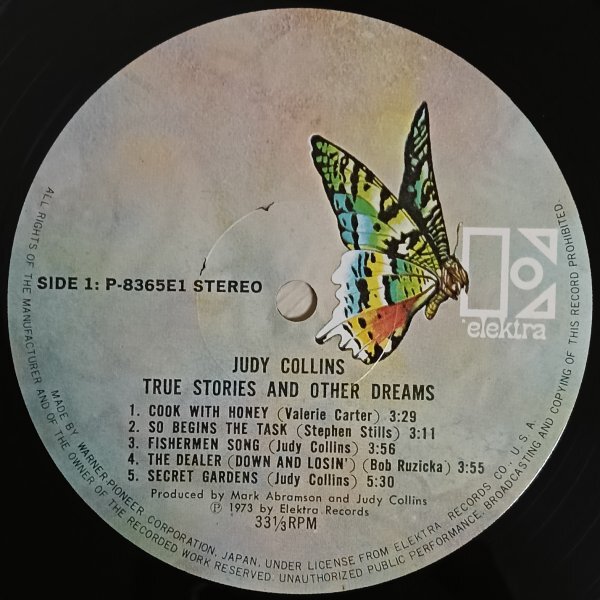 elektra
SIDE 1: P-8365E1 STEREO
JUDY COLLINS
TRUE STORIES AND OTHER DREAMS
1. COOK WITH HONEY (Valerie Carter) 3:29
2. SO BEGINS THE TASK (Stephen Stills) 3:11
3. FISHERMEN SONG (Judy Collins) 3:56
4. THE DEALER (DOWN AND LOSIN') (Bob Ruzicka) 3:55
5. SECRET GARDENS (Judy Collins) 5:30
Produced by Mark Abramson and Judy Collins
Ⓟ 1973 by Elektra Records
33⅓RPM
MADE BY WARNER-PIONEER CORPORATION, JAPAN, UNDER LICENSE FROM ELEKTRA RECORDS CO., U.S.A.
ALL RIGHTS OF THE MANUFACTURER AND OF THE OWNER OF THE RECORDED WORK RESERVED. UNAUTHORIZED PUBLIC PERFORMANCE, BROADCASTING AND COPYING OF THIS RECORD PROHIBITED.